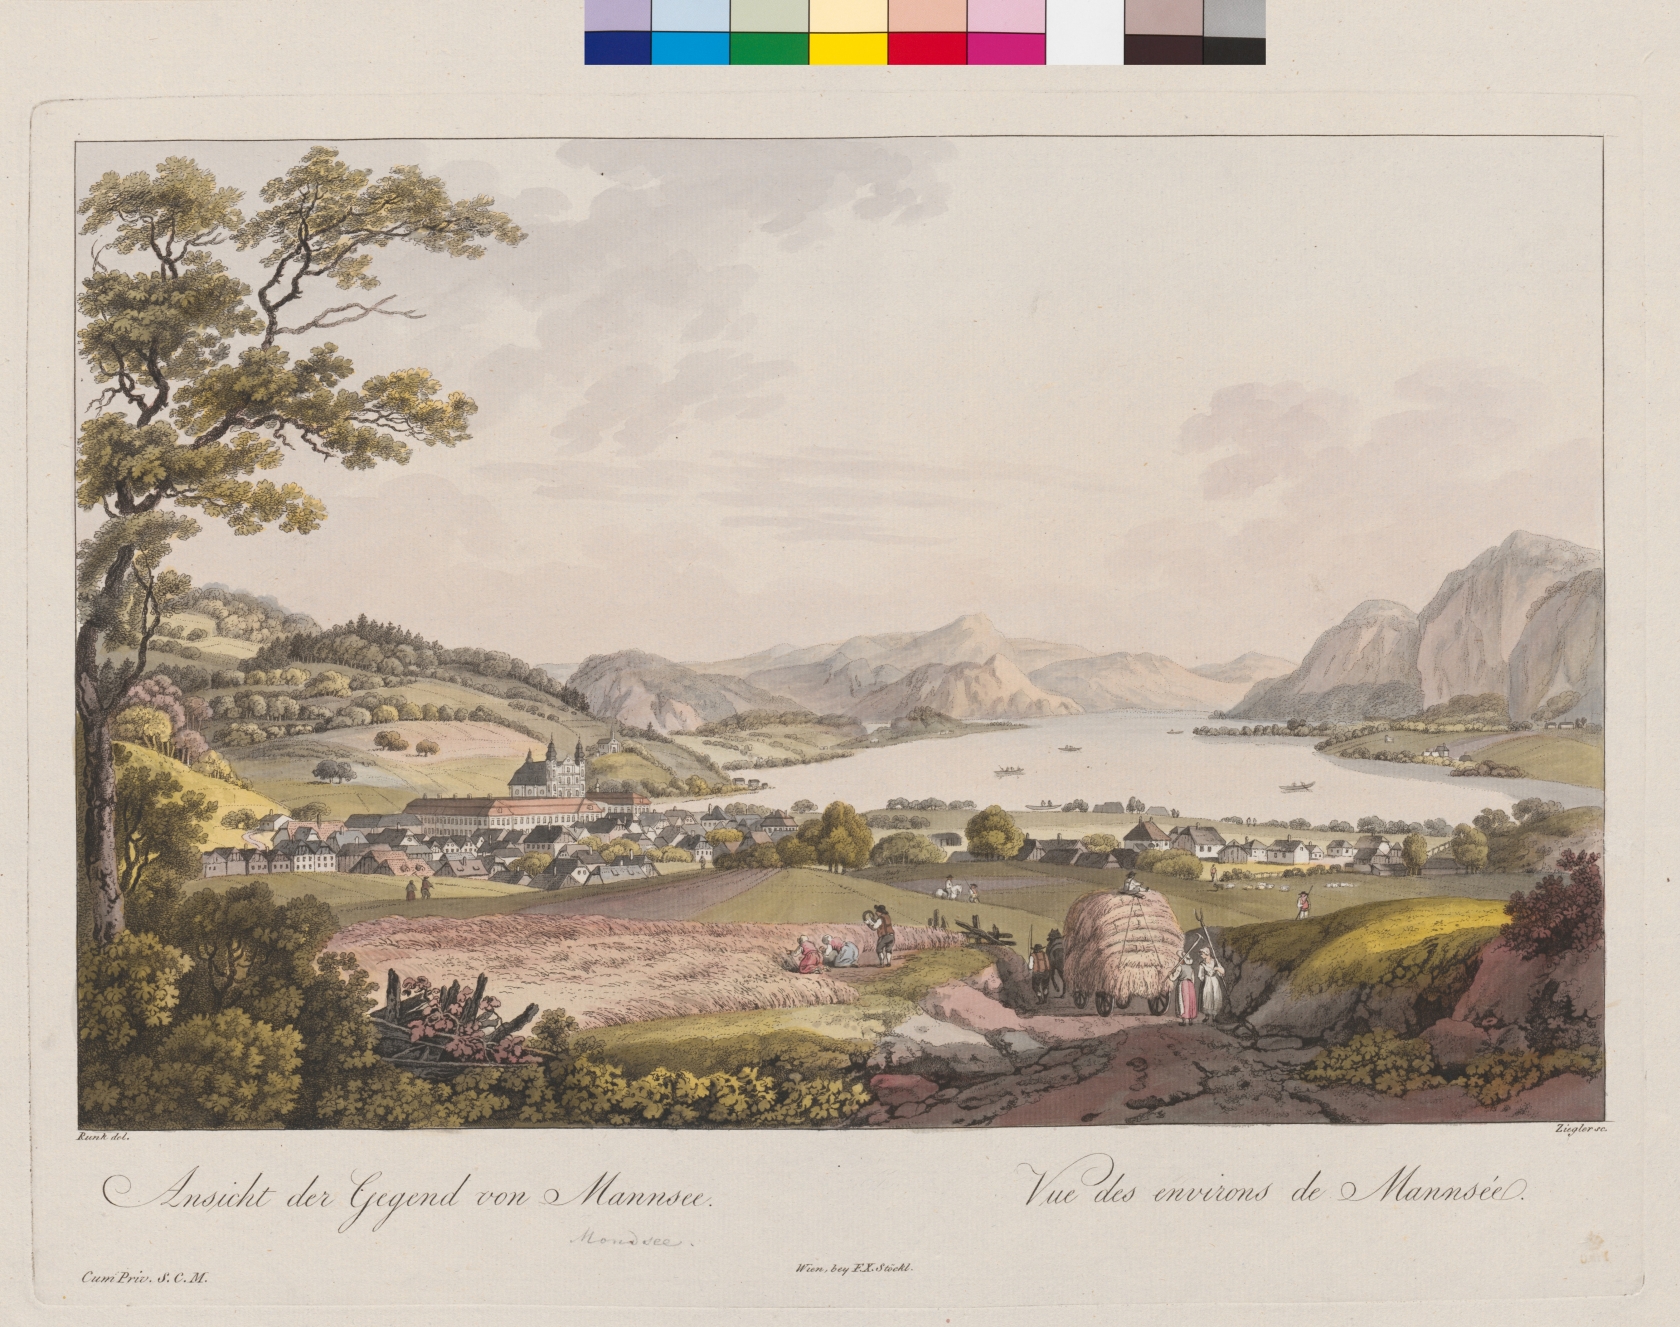 Runk del.
Ziegler sc.
Ansicht der Gegend von Mannsee.
Vue des environs de Mannsée.
Mondsee.
Cum Priv. S. C. M.
Wien, bey F. X. Stöckl.